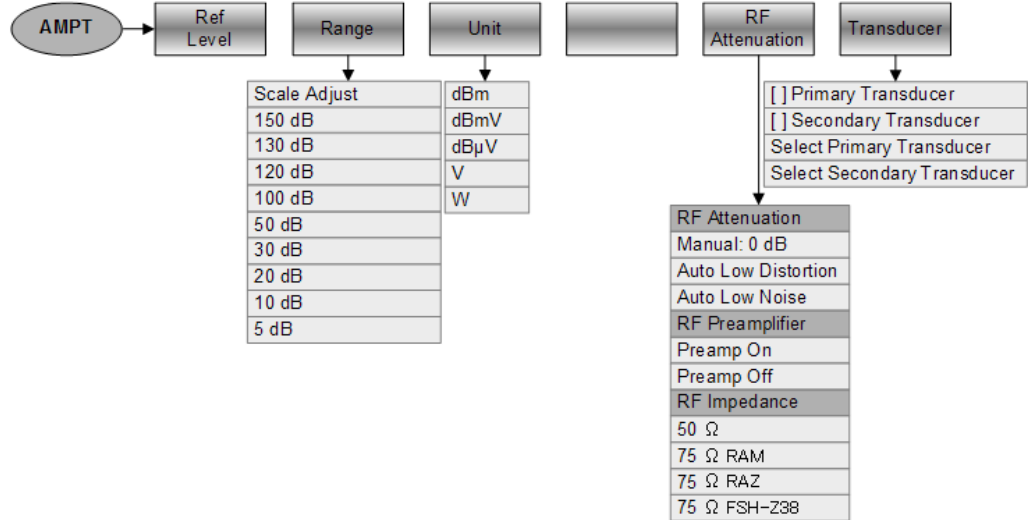 AMPT
Ref
Level
Range
Unit
RF
Attenuation
Transducer
Scale Adjust
150 dB
130 dB
120 dB
100 dB
50 dB
30 dB
20 dB
10 dB
5 dB
dBm
dBmV
dBµV
V
W
[ ] Primary Transducer
[ ] Secondary Transducer
Select Primary Transducer
Select Secondary Transducer
RF Attenuation
Manual: 0 dB
Auto Low Distortion
Auto Low Noise
RF Preamplifier
Preamp On
Preamp Off
RF Impedance
50 Ω
75 Ω RAM
75 Ω RAZ
75 Ω FSH-Z38